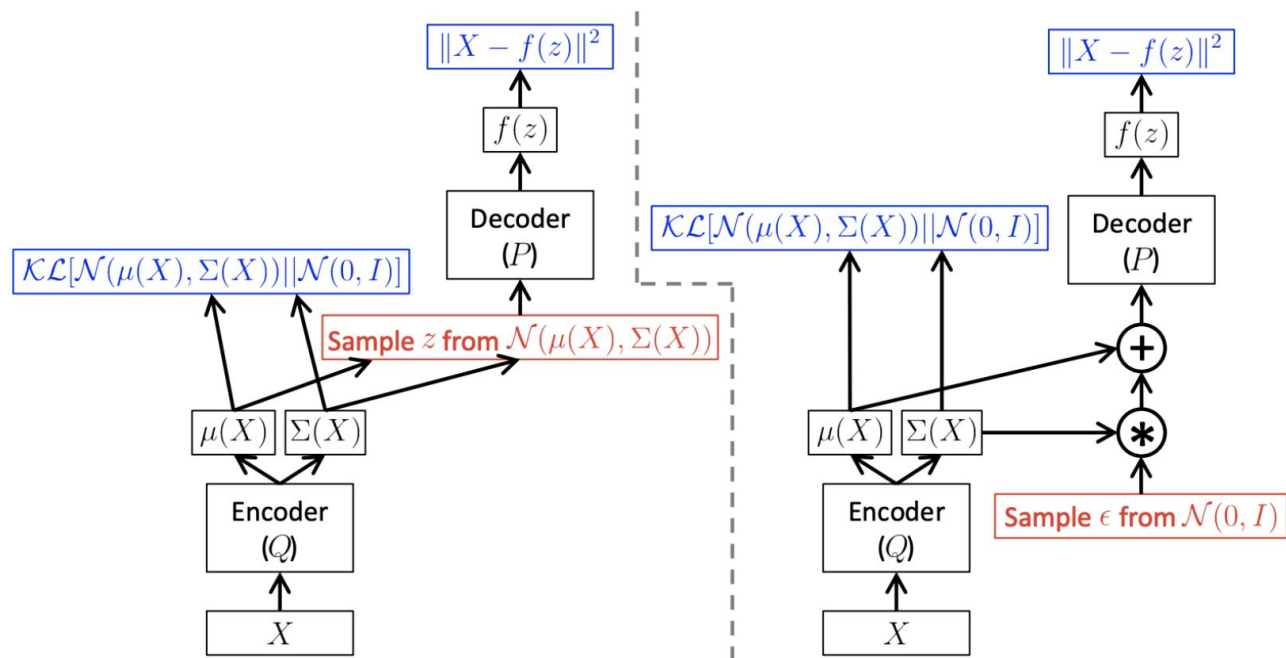 ‖X − f(z)‖²
f(z)
Decoder
(P)
𝒦ℒ[𝒩(μ(X), Σ(X))||𝒩(0, I)]
Sample z from 𝒩(μ(X), Σ(X))
μ(X)
Σ(X)
Encoder
(Q)
X
‖X − f(z)‖²
f(z)
Decoder
(P)
𝒦ℒ[𝒩(μ(X), Σ(X))||𝒩(0, I)]
+
μ(X)
Σ(X)
*
Encoder
(Q)
Sample ϵ from 𝒩(0, I)
X